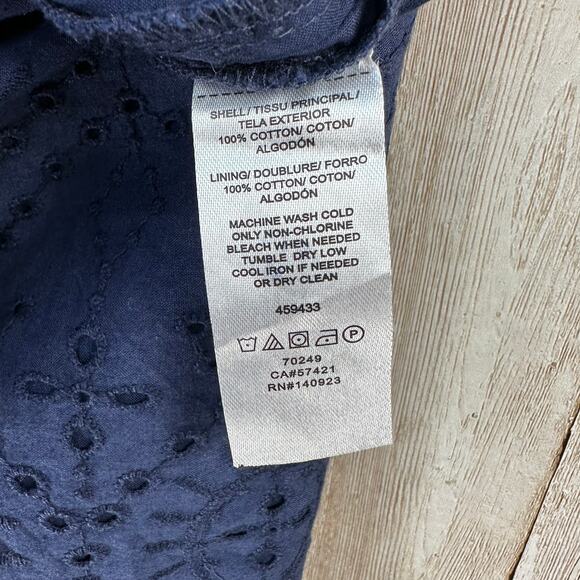 SHELL/ TISSU PRINCIPAL/
TELA EXTERIOR
100% COTTON/ COTON/
ALGODÓN
LINING/ DOUBLURE/ FORRO
100% COTTON/ COTON/
ALGODÓN
MACHINE WASH COLD
ONLY NON-CHLORINE
BLEACH WHEN NEEDED
TUMBLE DRY LOW
COOL IRON IF NEEDED
OR DRY CLEAN
459433
P
70249
CA#57421
RN#140923